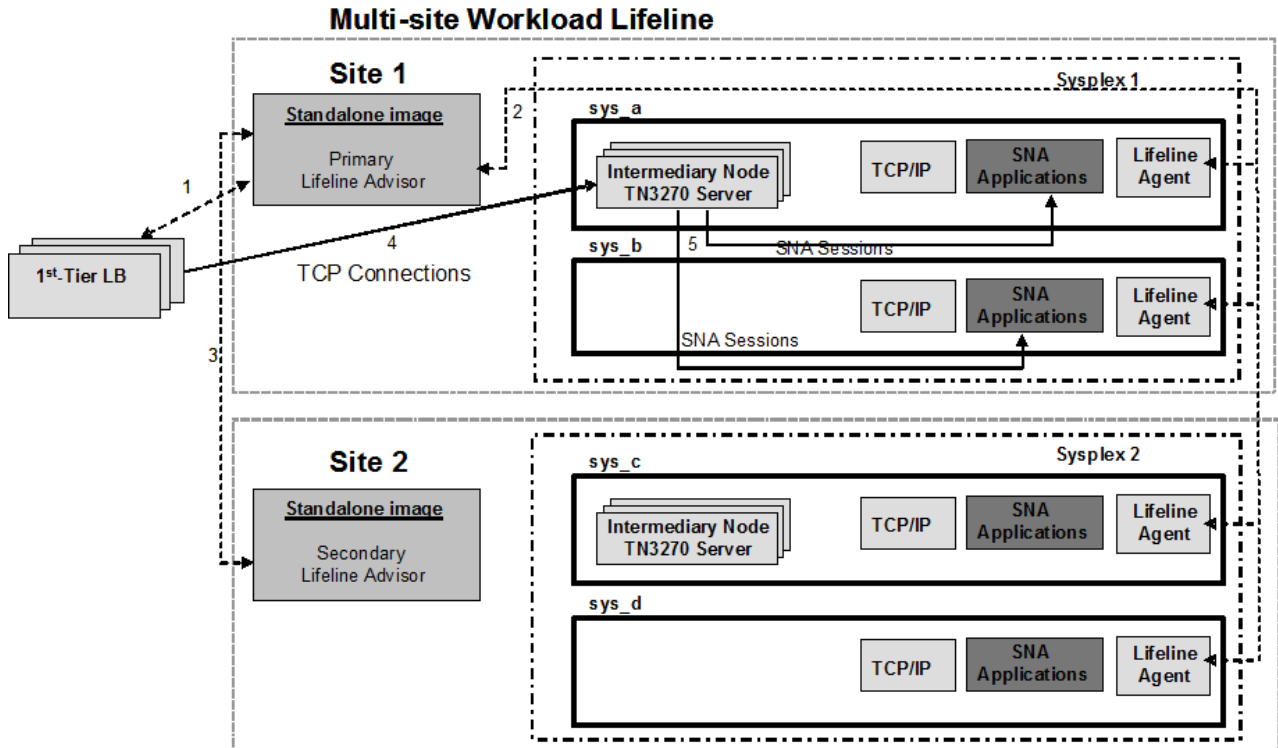 Multi-site Workload Lifeline
Site 1
Standalone image
Primary
Lifeline Advisor
1
2
3
1st-Tier LB
4
TCP Connections
Sysplex 1
sys_a
Intermediary Node
TN3270 Server
TCP/IP
SNA
Applications
Lifeline
Agent
5
SNA Sessions
sys_b
TCP/IP
SNA
Applications
Lifeline
Agent
SNA Sessions
Site 2
Standalone image
Secondary
Lifeline Advisor
Sysplex 2
sys_c
Intermediary Node
TN3270 Server
TCP/IP
SNA
Applications
Lifeline
Agent
sys_d
TCP/IP
SNA
Applications
Lifeline
Agent